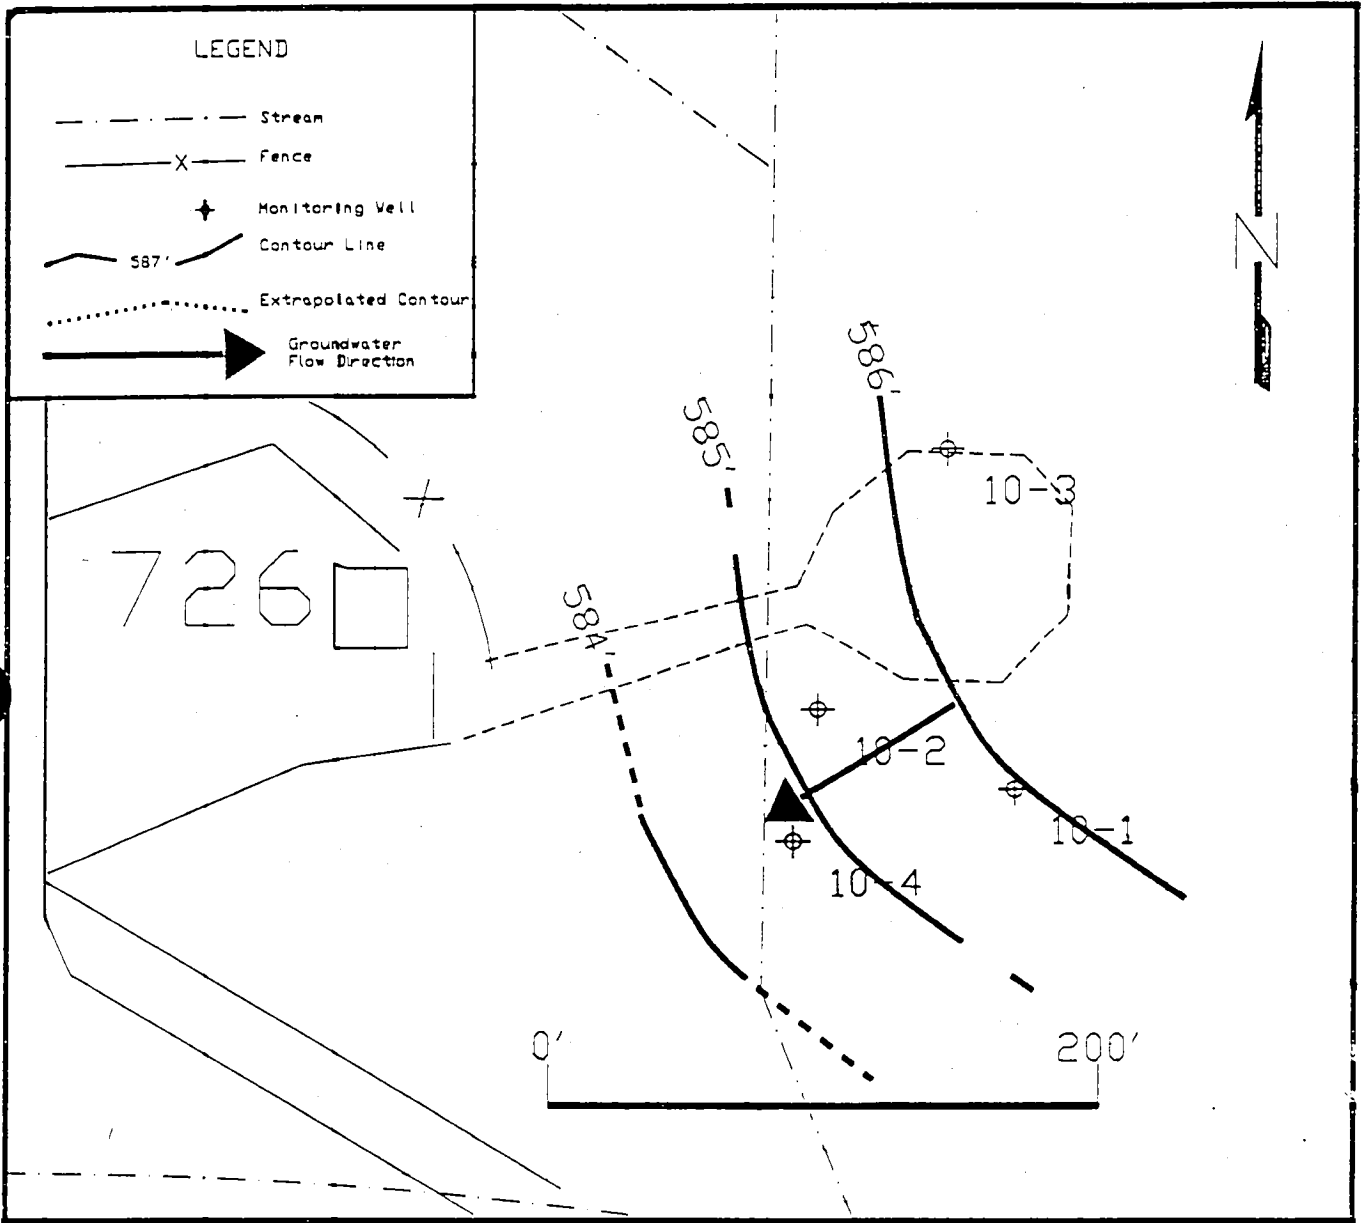 LEGEND
Stream
X Fence
Monitoring Well
587' Contour Line
Extrapolated Contour
Groundwater
Flow Direction
N
586'
585'
10-3
726
584'
10-2
10-1
10-4
0' 200'